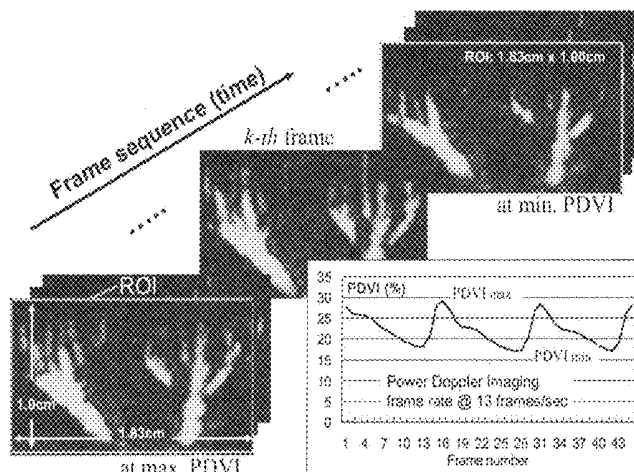 ROI: 1.83cm x 1.00cm
Frame sequence (time)
k-th frame
at min. PDVI
ROI
1.0cm
1.83cm
at max. PDVI
PDVI (%)
PDVI max
PDVI min
Power Doppler Imaging
frame rate @ 13 frames/sec
35
30
25
20
15
10
5
0
1 4 7 10 13 16 19 22 25 28 31 34 37 40 43
Frame number